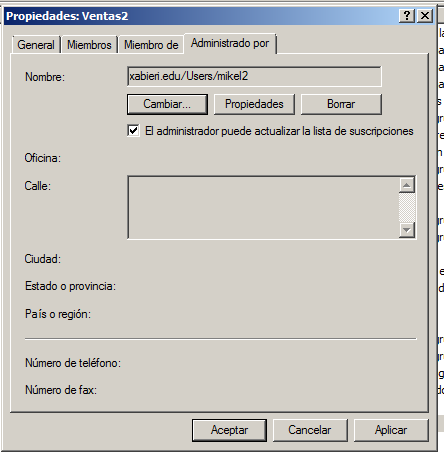 Propiedades: Ventas2
General Miembros Miembro de Administrado por
Nombre: xabieri.edu/Users/mikel2
Cambiar... Propiedades Borrar
El administrador puede actualizar la lista de suscripciones
Oficina:
Calle:
Ciudad:
Estado o provincia:
País o región:
Número de teléfono:
Número de fax:
Aceptar Cancelar Aplicar